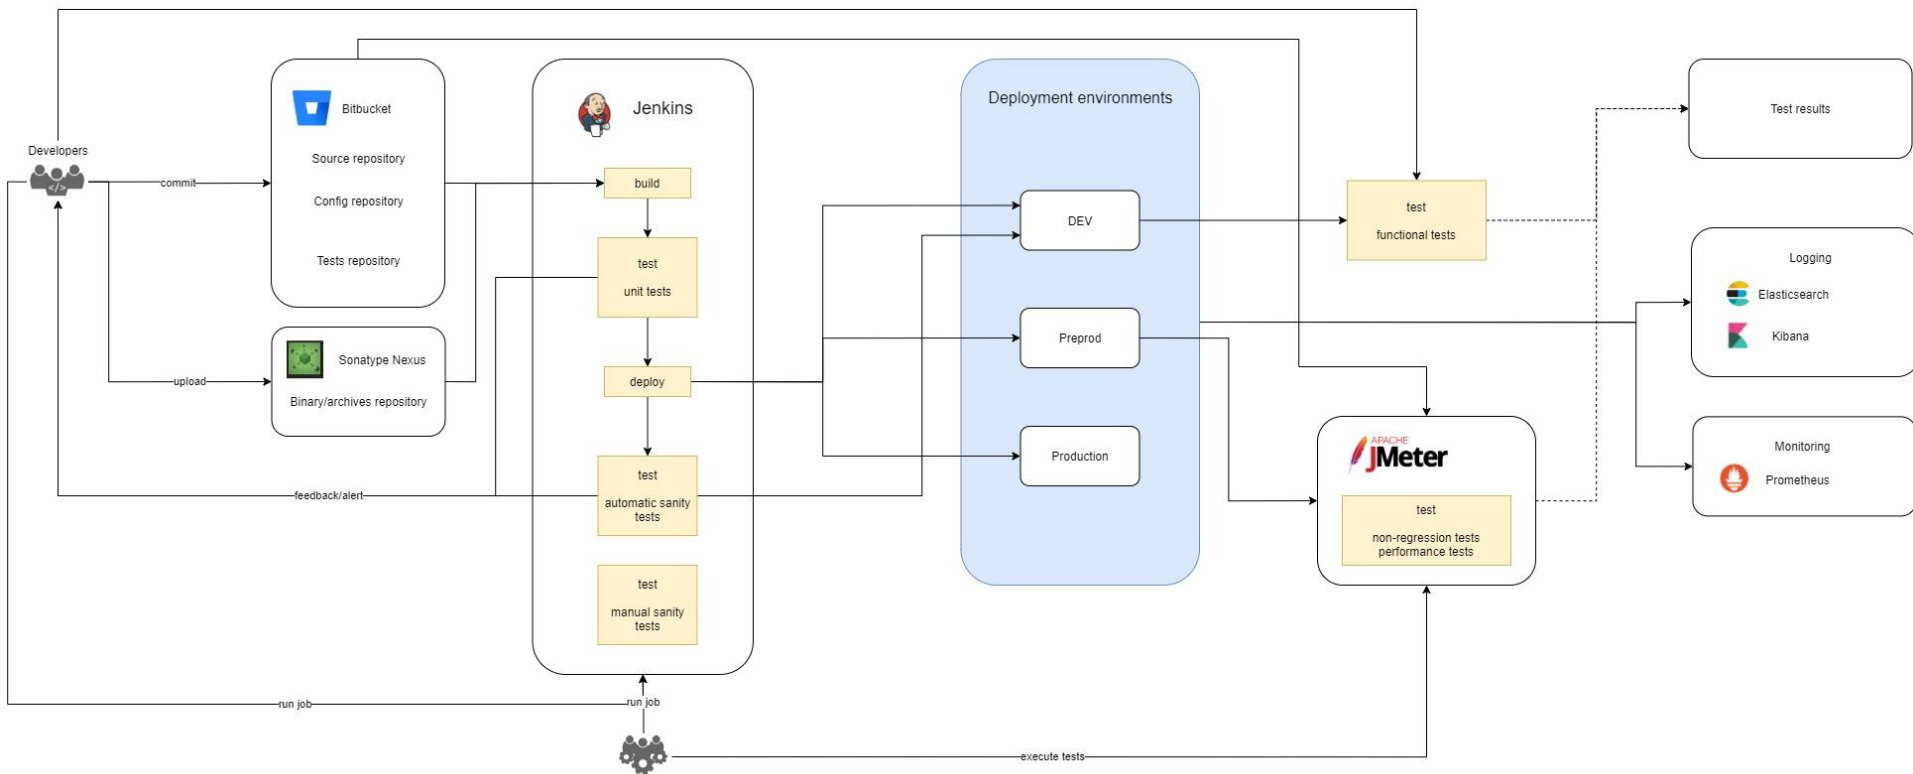 Developers
commit
upload
feedback/alert
run job
Bitbucket
Source repository
Config repository
Tests repository
Sonatype Nexus
Binary/archives repository
Jenkins
build
test
unit tests
deploy
test
automatic sanity
tests
test
manual sanity
tests
run job
execute tests
Deployment environments
DEV
Preprod
Production
test
functional tests
APACHE
JMeter
test
non-regression tests
performance tests
Test results
Logging
Elasticsearch
Kibana
Monitoring
Prometheus